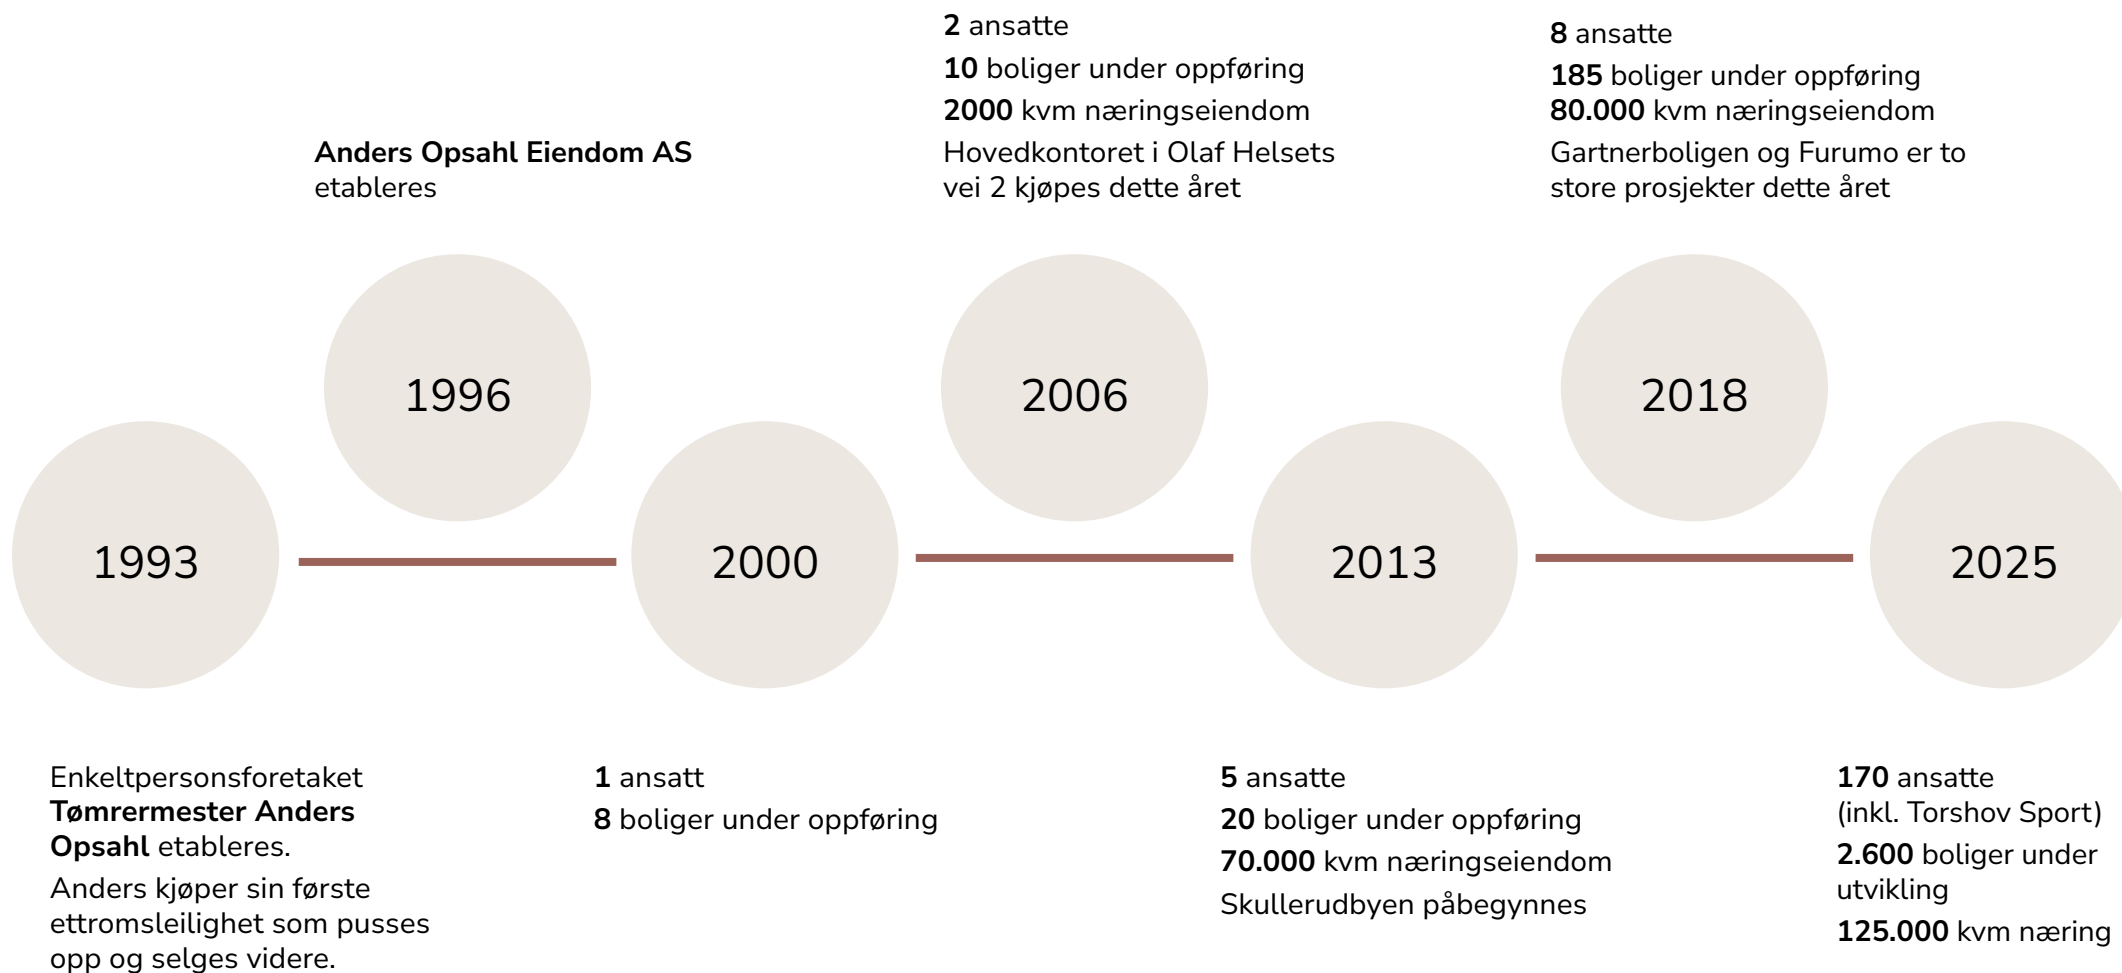 2 ansatte
10 boliger under oppføring
2000 kvm næringseiendom
Hovedkontoret i Olaf Helsets
vei 2 kjøpes dette året
8 ansatte
185 boliger under oppføring
80.000 kvm næringseiendom
Gartnerboligen og Furumo er to
store prosjekter dette året
Anders Opsahl Eiendom AS
etableres
1996
2006
2018
1993
2000
2013
2025
Enkeltpersonsforetaket
Tømrermester Anders
Opsahl etableres.
Anders kjøper sin første
ettromsleilighet som pusses
opp og selges videre.
1 ansatt
8 boliger under oppføring
5 ansatte
20 boliger under oppføring
70.000 kvm næringseiendom
Skullerudbyen påbegynnes
170 ansatte
(inkl. Torshov Sport)
2.600 boliger under
utvikling
125.000 kvm næring